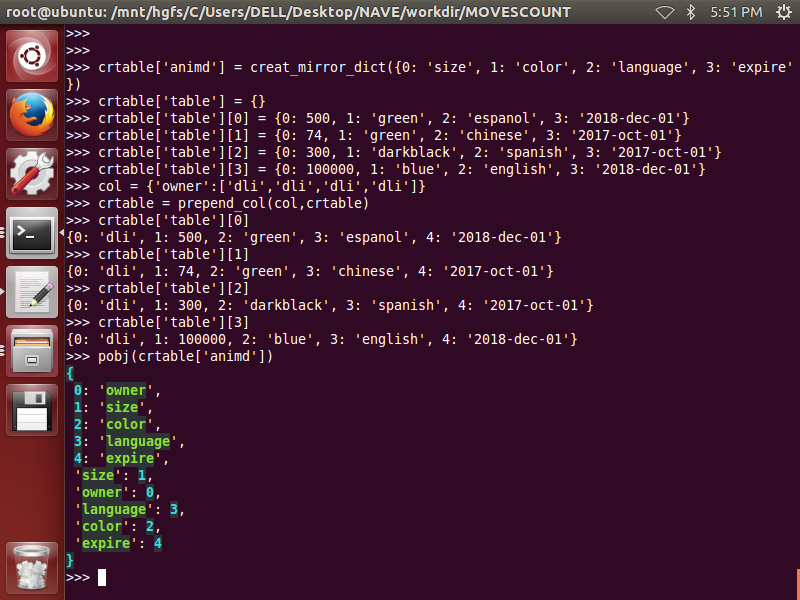 root@ubuntu: /mnt/hgfs/C/Users/DELL/Desktop/NAVE/workdir/MOVESCOUNT 5:51 PM
>>>
>>>
>>> crtable['animd'] = creat_mirror_dict({0: 'size', 1: 'color', 2: 'language', 3: 'expire'
})
>>> crtable['table'] = {}
>>> crtable['table'][0] = {0: 500, 1: 'green', 2: 'espanol', 3: '2018-dec-01'}
>>> crtable['table'][1] = {0: 74, 1: 'green', 2: 'chinese', 3: '2017-oct-01'}
>>> crtable['table'][2] = {0: 300, 1: 'darkblack', 2: 'spanish', 3: '2017-oct-01'}
>>> crtable['table'][3] = {0: 100000, 1: 'blue', 2: 'english', 3: '2018-dec-01'}
>>> col = {'owner':['dli','dli','dli','dli']}
>>> crtable = prepend_col(col,crtable)
>>> crtable['table'][0]
{0: 'dli', 1: 500, 2: 'green', 3: 'espanol', 4: '2018-dec-01'}
>>> crtable['table'][1]
{0: 'dli', 1: 74, 2: 'green', 3: 'chinese', 4: '2017-oct-01'}
>>> crtable['table'][2]
{0: 'dli', 1: 300, 2: 'darkblack', 3: 'spanish', 4: '2017-oct-01'}
>>> crtable['table'][3]
{0: 'dli', 1: 100000, 2: 'blue', 3: 'english', 4: '2018-dec-01'}
>>> pobj(crtable['animd'])
{
0: 'owner',
1: 'size',
2: 'color',
3: 'language',
4: 'expire',
'size': 1,
'owner': 0,
'language': 3,
'color': 2,
'expire': 4
}
>>>